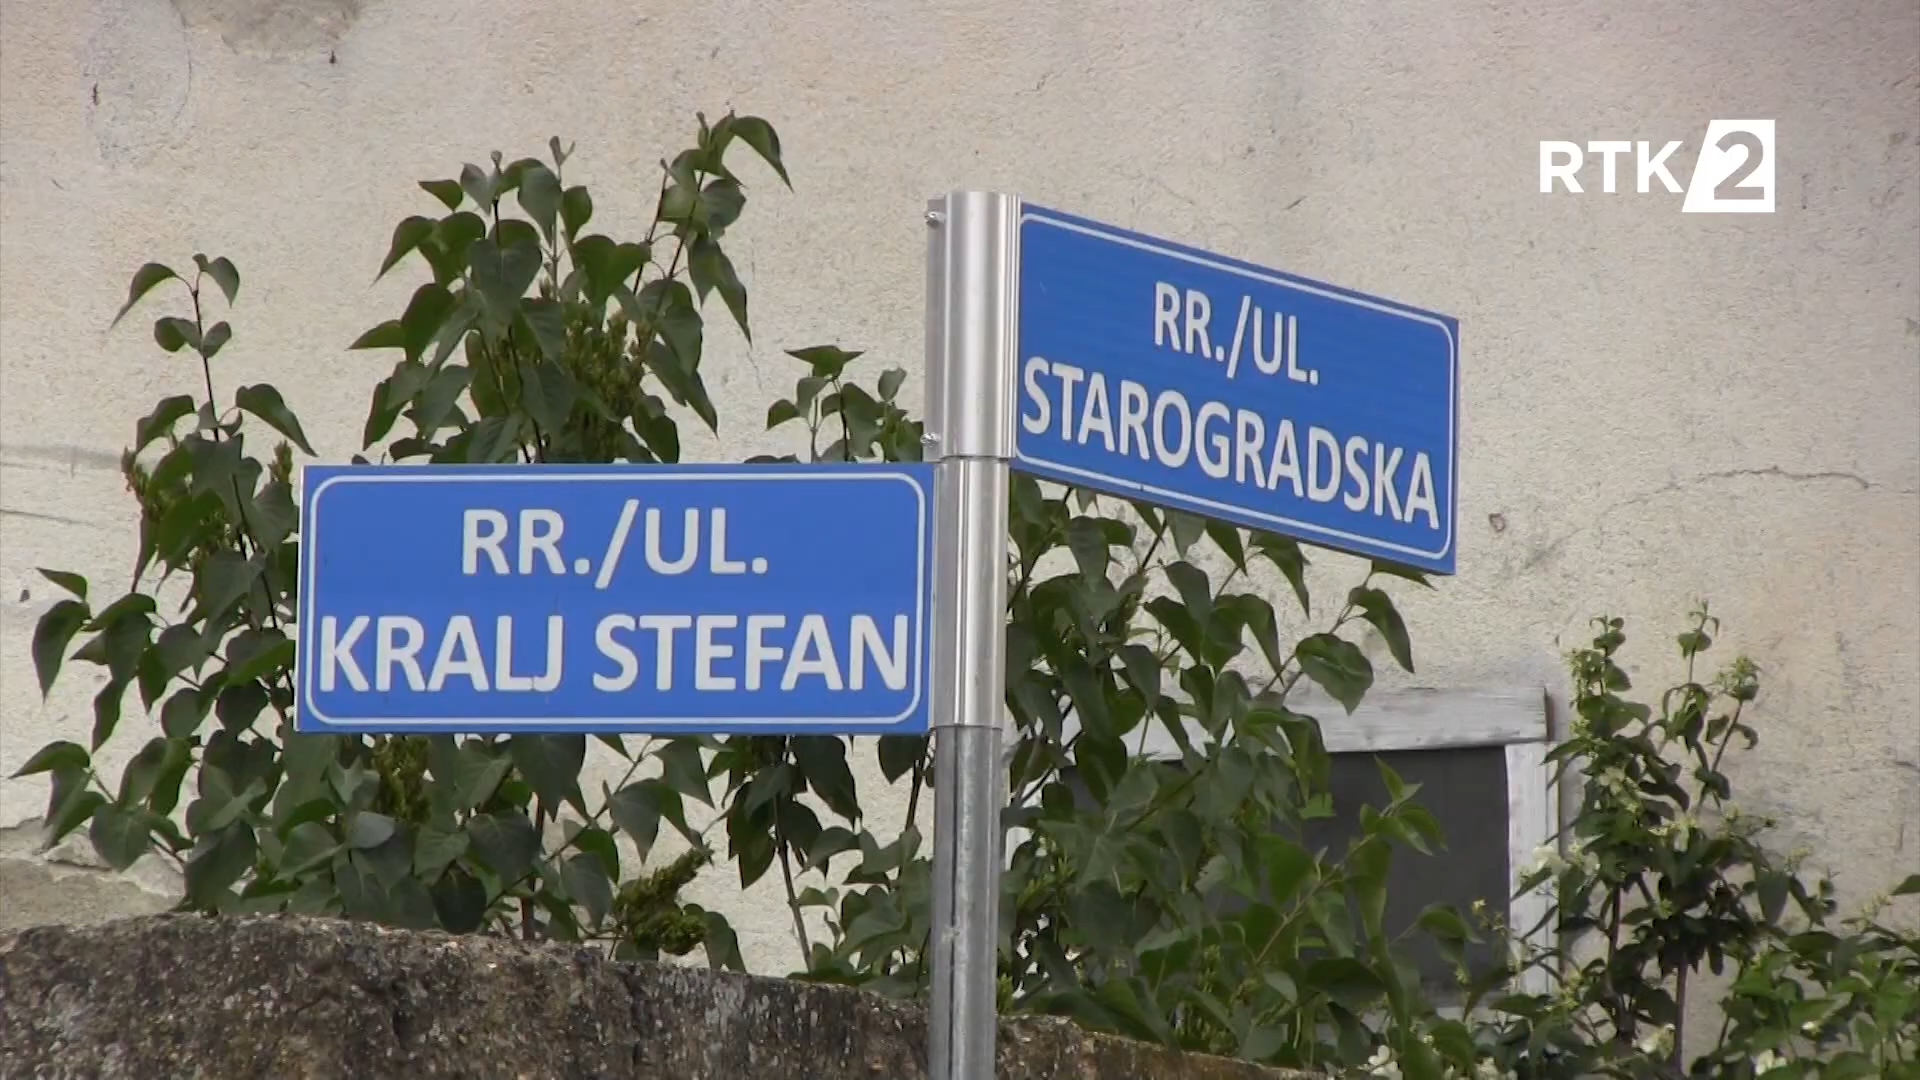 RTK2
RR./UL.
STAROGRADSKA
RR./UL.
KRALJ STEFAN